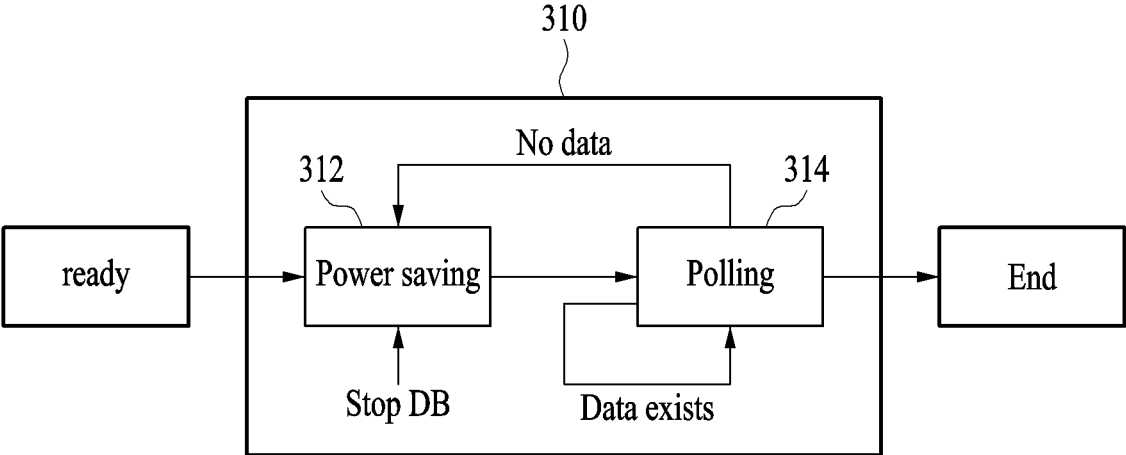 310
No data
312
314
ready
Power saving
Polling
End
Stop DB
Data exists